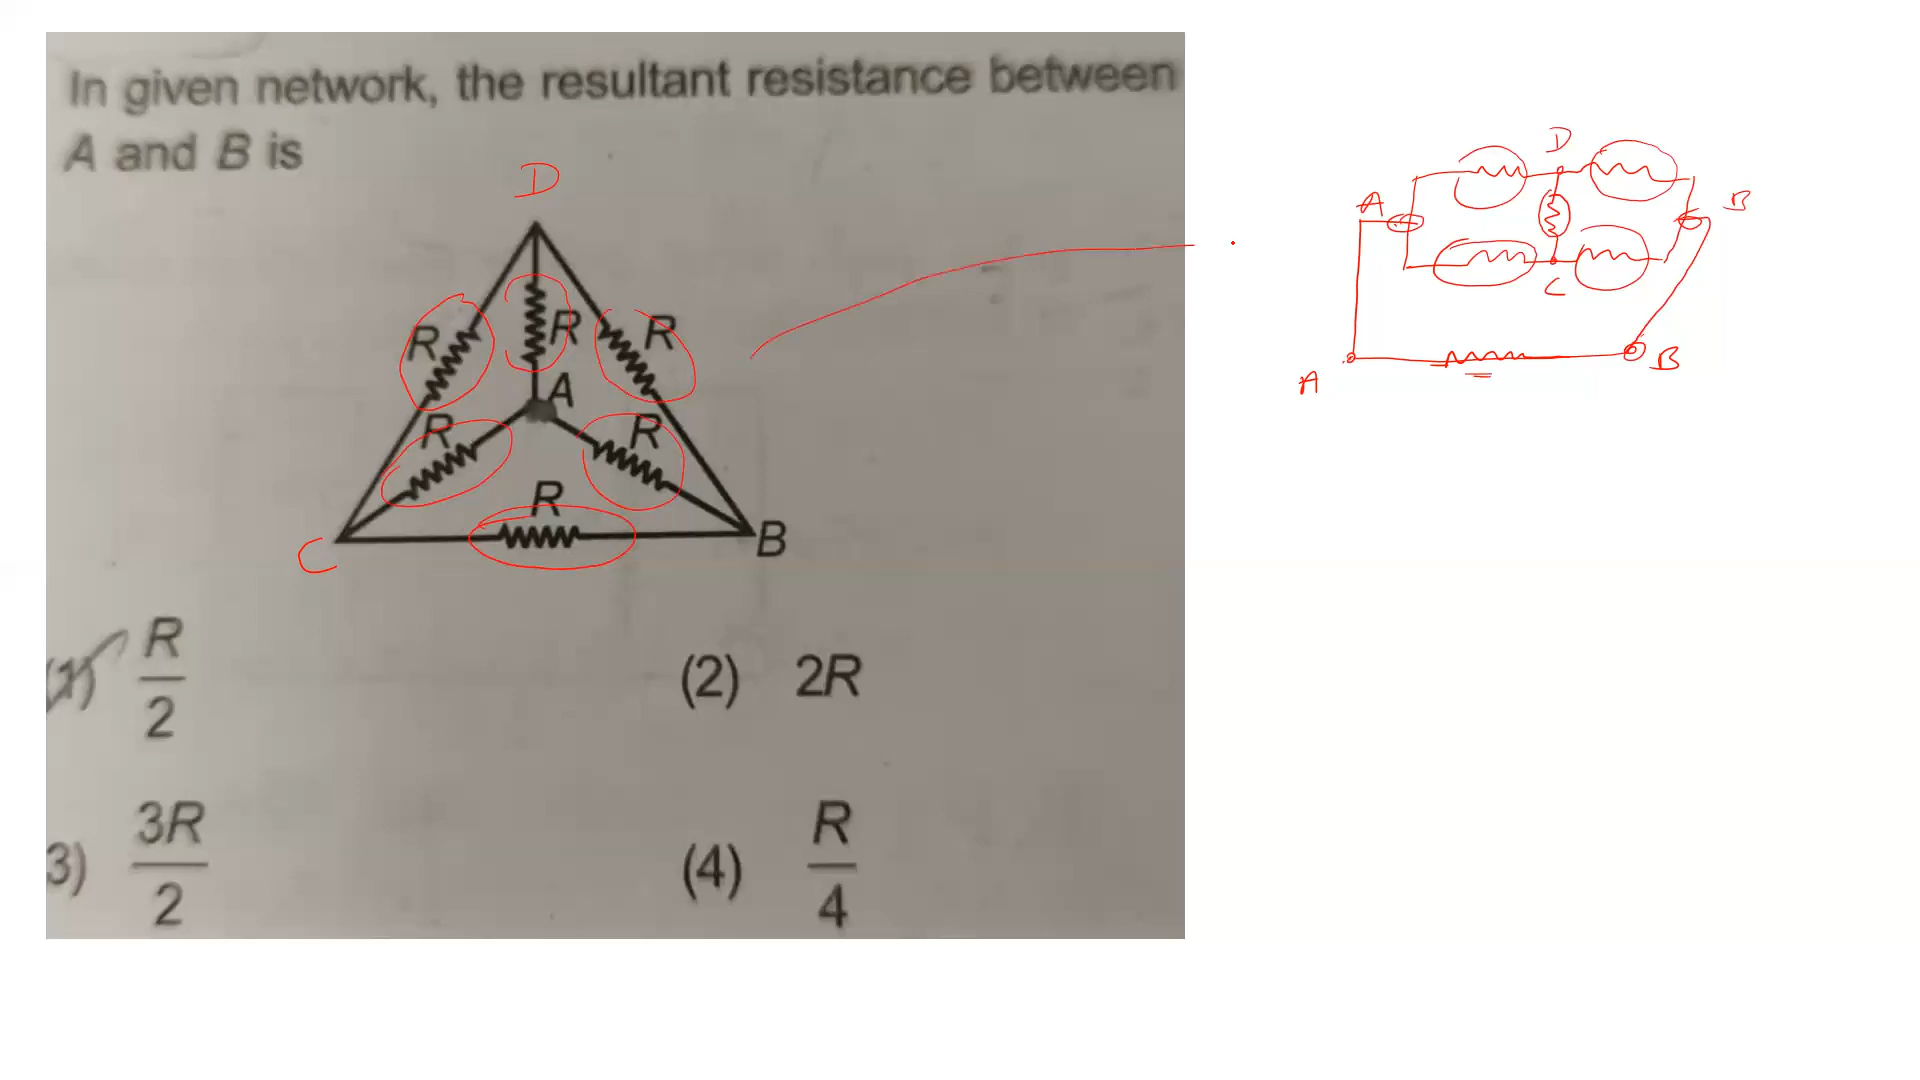 In given network, the resultant resistance between
A and B is
D
R
R
R
A
R
R
R
C
B
(1) R/2
(2) 2R
3) 3R/2
(4) R/4
D
A
B
C
A
B